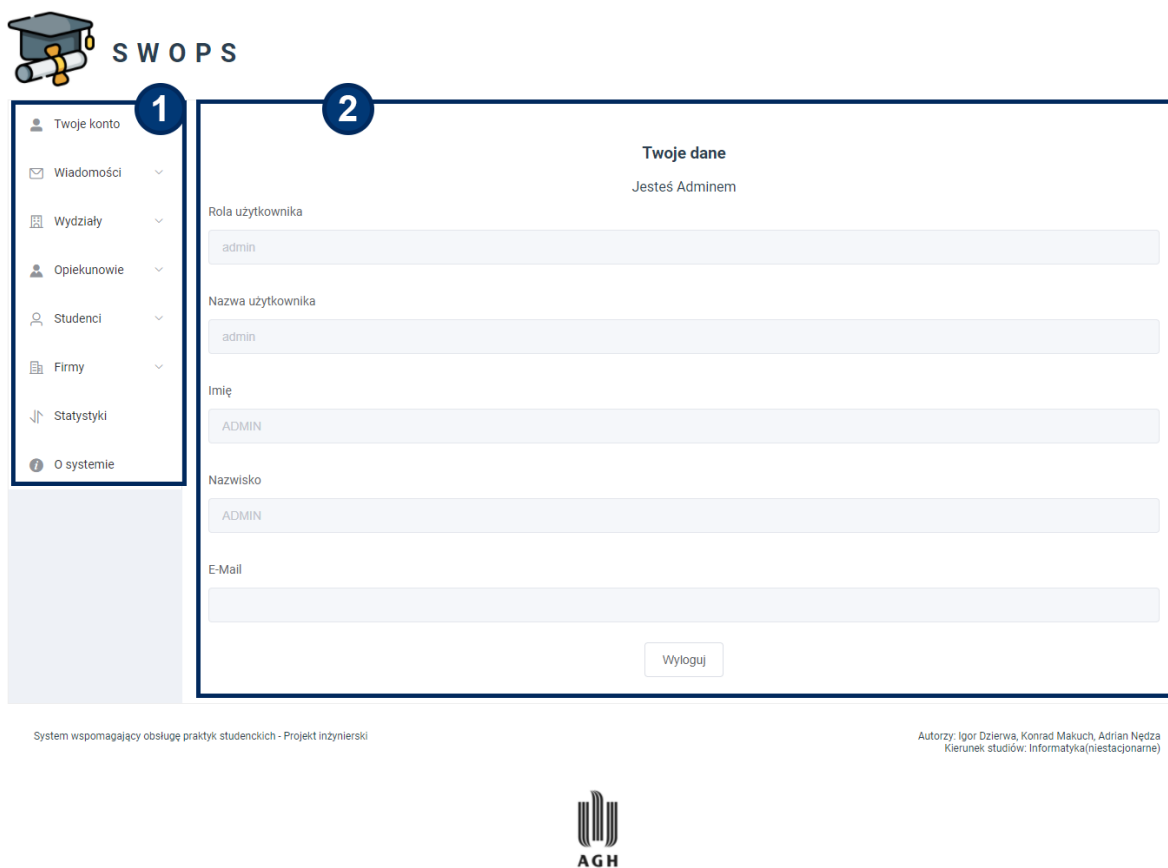 SWOPS
1
2
Twoje konto
Wiadomości
Wydziały
Opiekunowie
Studenci
Firmy
Statystyki
O systemie
Twoje dane
Jesteś Adminem
Rola użytkownika
admin
Nazwa użytkownika
admin
Imię
ADMIN
Nazwisko
ADMIN
E-Mail
Wyloguj
System wspomagający obsługę praktyk studenckich - Projekt inżynierski
Autorzy: Igor Dzierwa, Konrad Makuch, Adrian Nędza
Kierunek studiów: Informatyka(niestacjonarne)
AGH